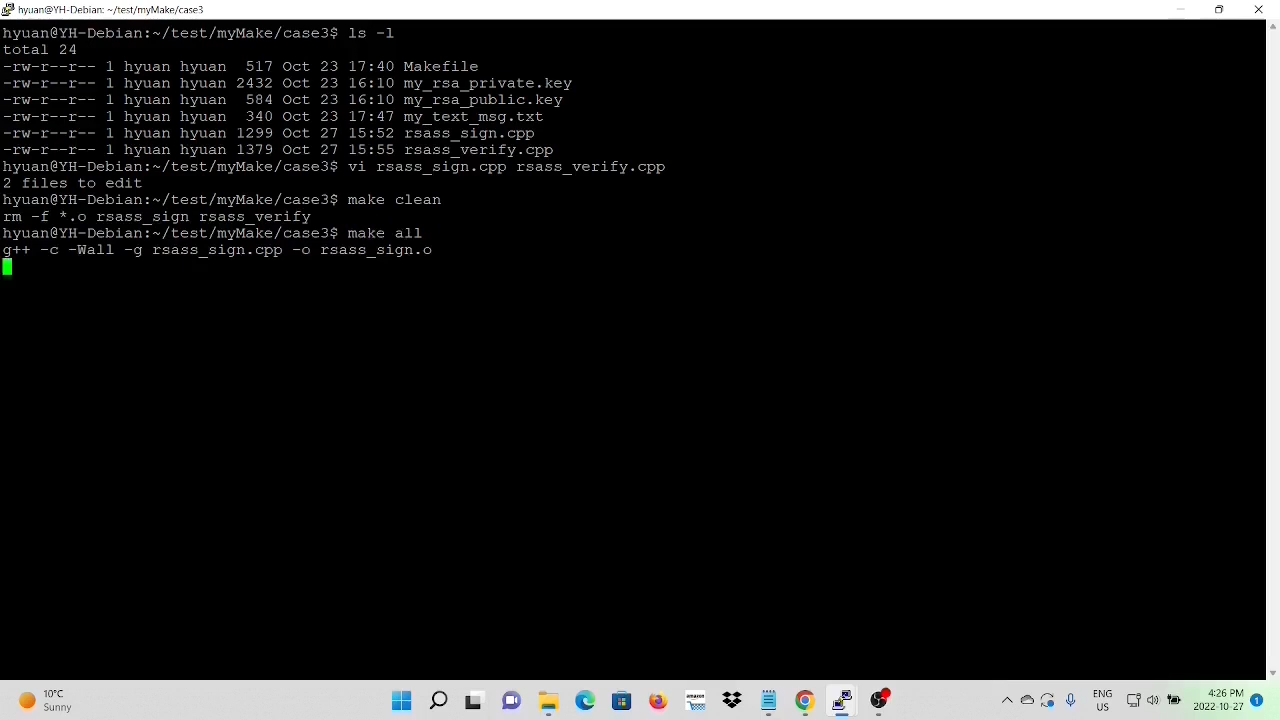 hyuan@YH-Debian: ~/test/myMake/case3
hyuan@YH-Debian:~/test/myMake/case3$ ls -l
total 24
-rw-r--r-- 1 hyuan hyuan  517 Oct 23 17:40 Makefile
-rw-r--r-- 1 hyuan hyuan 2432 Oct 23 16:10 my_rsa_private.key
-rw-r--r-- 1 hyuan hyuan  584 Oct 23 16:10 my_rsa_public.key
-rw-r--r-- 1 hyuan hyuan  340 Oct 23 17:47 my_text_msg.txt
-rw-r--r-- 1 hyuan hyuan 1299 Oct 27 15:52 rsass_sign.cpp
-rw-r--r-- 1 hyuan hyuan 1379 Oct 27 15:55 rsass_verify.cpp
hyuan@YH-Debian:~/test/myMake/case3$ vi rsass_sign.cpp rsass_verify.cpp
2 files to edit
hyuan@YH-Debian:~/test/myMake/case3$ make clean
rm -f *.o rsass_sign rsass_verify
hyuan@YH-Debian:~/test/myMake/case3$ make all
g++ -c -Wall -g rsass_sign.cpp -o rsass_sign.o
10°C
Sunny
amazon
ENG
US
4:26 PM
2022-10-27
1